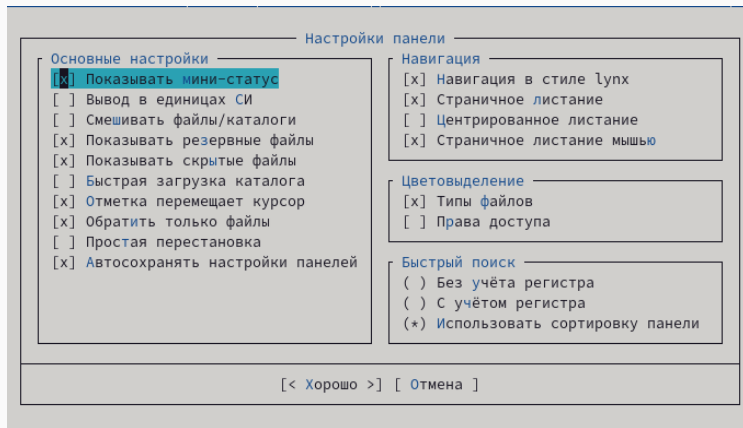 Настройки панели
Основные настройки
[x] Показывать мини-статус
[ ] Вывод в единицах СИ
[ ] Смешивать файлы/каталоги
[x] Показывать резервные файлы
[x] Показывать скрытые файлы
[ ] Быстрая загрузка каталога
[x] Отметка перемещает курсор
[x] Обратить только файлы
[ ] Простая перестановка
[x] Автосохранять настройки панелей
Навигация
[x] Навигация в стиле lynx
[x] Страничное листание
[ ] Центрированное листание
[x] Страничное листание мышью
Цветовыделение
[x] Типы файлов
[ ] Права доступа
Быстрый поиск
( ) Без учёта регистра
( ) С учётом регистра
(*) Использовать сортировку панели
[< Хорошо >] [ Отмена ]